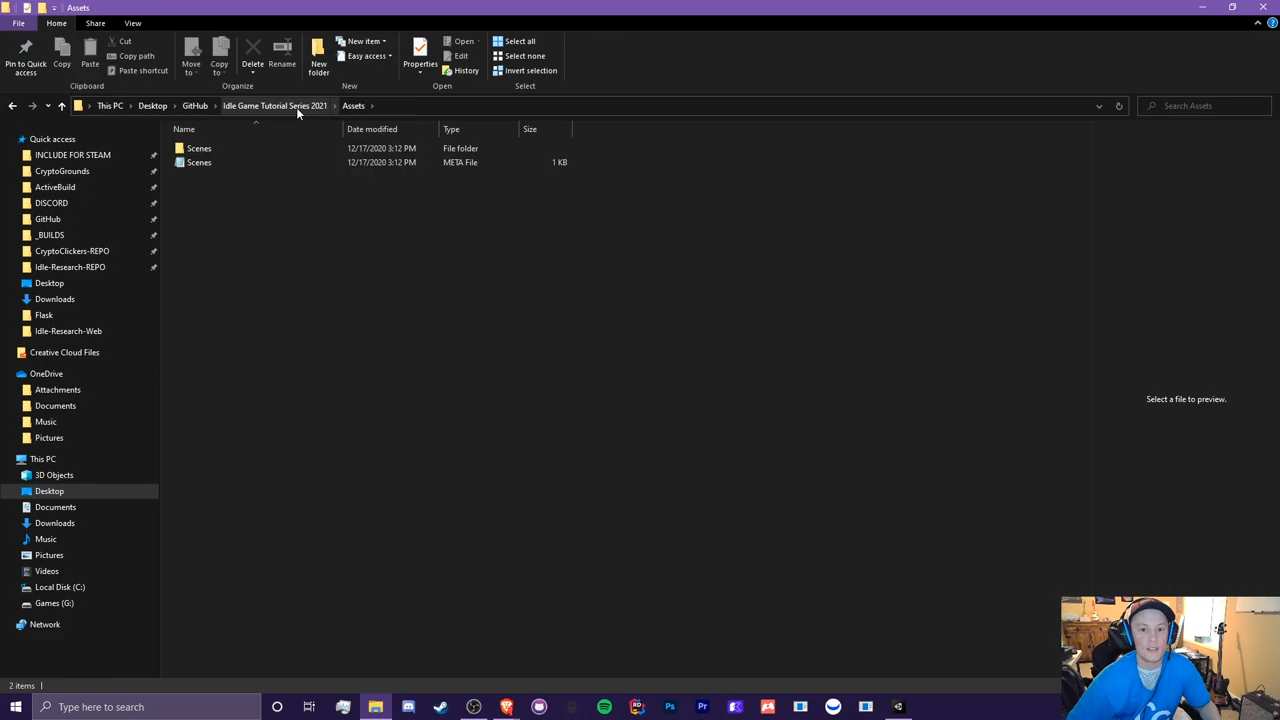 Assets
File
Home
Share
View
Pin to Quick access
Copy
Paste
Cut
Copy path
Paste shortcut
Clipboard
Move to
Copy to
Delete
Rename
Organize
New folder
New item
Easy access
New
Properties
Open
Edit
History
Open
Select all
Select none
Invert selection
Select
This PC > Desktop > GitHub > Idle Game Tutorial Series 2021 > Assets >
Search Assets
Name Date modified Type Size
Scenes 12/17/2020 3:12 PM File folder
Scenes 12/17/2020 3:12 PM META File 1 KB
Quick access
INCLUDE FOR STEAM
CryptoGrounds
ActiveBuild
DISCORD
GitHub
_BUILDS
CryptoClickers-REPO
Idle-Research-REPO
Desktop
Downloads
Flask
Idle-Research-Web
Creative Cloud Files
OneDrive
Attachments
Documents
Music
Pictures
This PC
3D Objects
Desktop
Documents
Downloads
Music
Pictures
Videos
Local Disk (C:)
Games (G:)
Network
Select a file to preview.
2 items
Type here to search